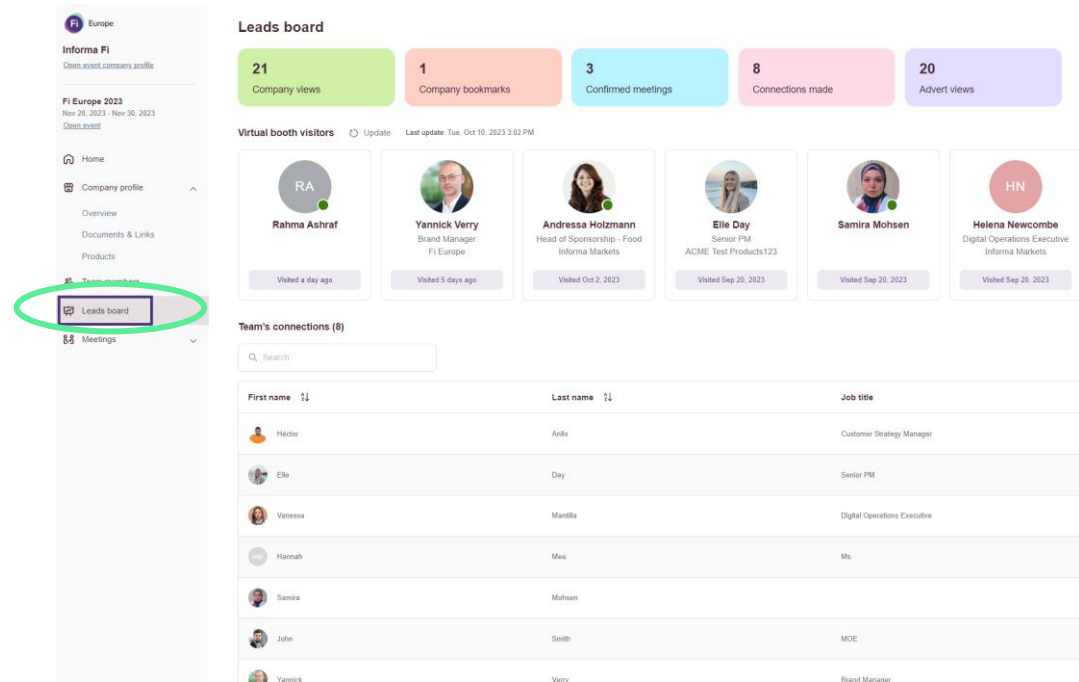 Fi Europe
Informa Fi
Open event company profile
Fi Europe 2023
Nov 28, 2023 - Nov 30, 2023
Open event
Home
Company profile
Overview
Documents & Links
Products
Team members
Leads board
Meetings
Leads board
21
Company views
1
Company bookmarks
3
Confirmed meetings
8
Connections made
20
Advert views
Virtual booth visitors Update Last update: Tue, Oct 10, 2023 3:02 PM
RA
Rahma Ashraf
Visited a day ago
Yannick Verry
Brand Manager
Fi Europe
Visited 5 days ago
Andressa Holzmann
Head of Sponsorship - Food
Informa Markets
Visited Oct 2, 2023
Elle Day
Senior PM
ACME Test Products123
Visited Sep 20, 2023
Samira Mohsen
Visited Sep 20, 2023
HN
Helena Newcombe
Digital Operations Executive
Informa Markets
Visited Sep 20, 2023
Team's connections (8)
Search
First name Last name Job title
Héctor Anllo Customer Strategy Manager
Elle Day Senior PM
Vanessa Mantilla Digital Operations Executive
HM Hannah Mee Ms.
Samira Mohsen
John Smith MOE
Yannick Verry Brand Manager